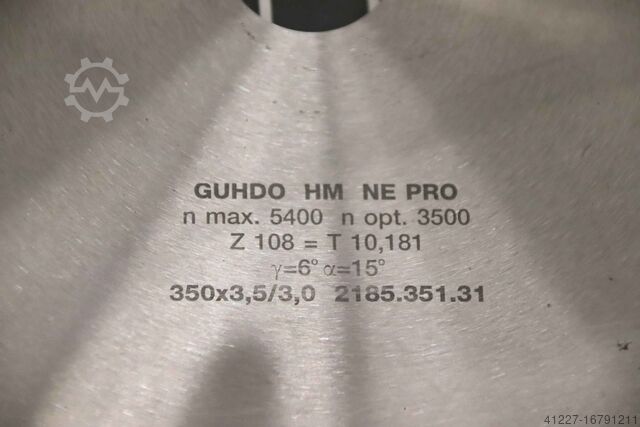 GUHDO HM NE PRO
n max. 5400 n opt. 3500
Z 108 = T 10,181
γ=6° α=15°
350x3,5/3,0 2185.351.31
41227-16791211